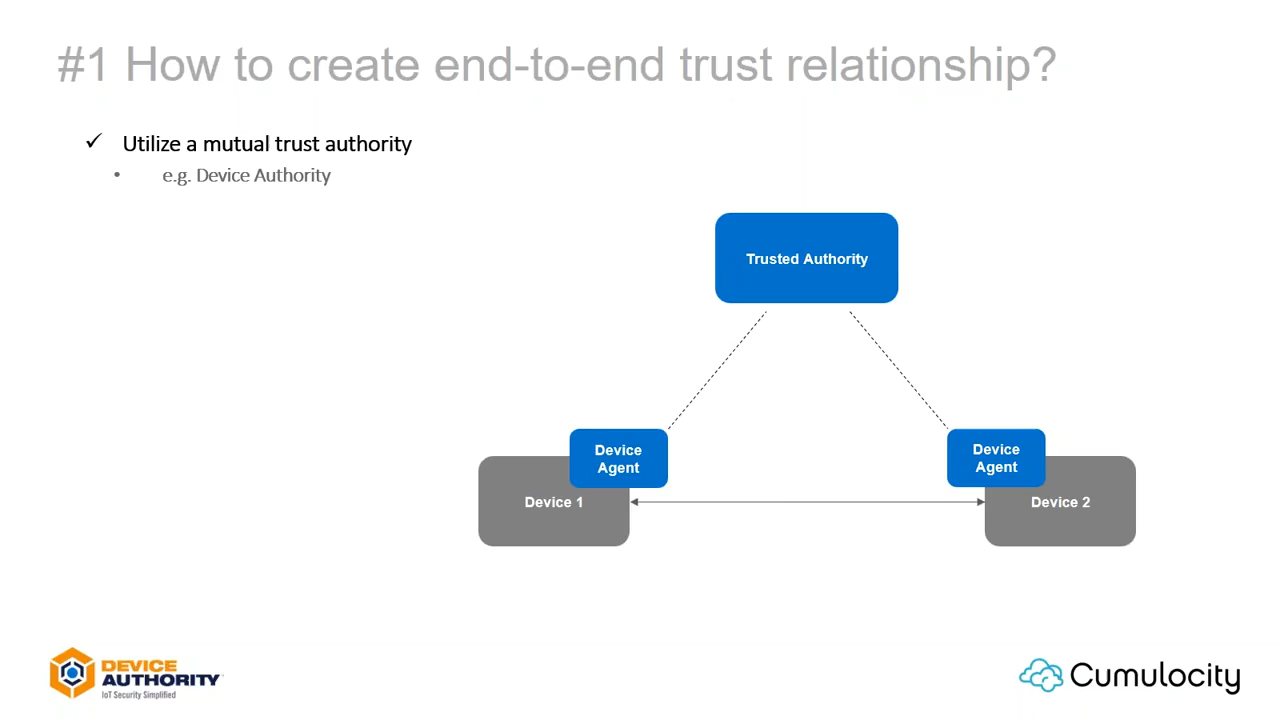 #1 How to create end-to-end trust relationship?
✓ Utilize a mutual trust authority
• e.g. Device Authority
Trusted Authority
Device
Agent
Device
Agent
Device 1
Device 2
DEVICE
AUTHORITY
IoT Security Simplified
Cumulocity